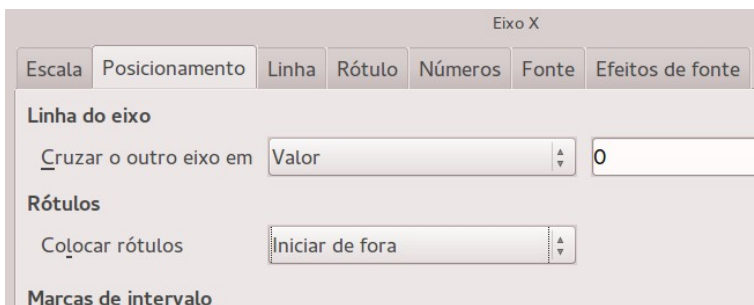 Eixo X
Escala Posicionamento Linha Rótulo Números Fonte Efeitos de fonte
Linha do eixo
Cruzar o outro eixo em Valor 0
Rótulos
Colocar rótulos Iniciar de fora
Marcas de intervalo